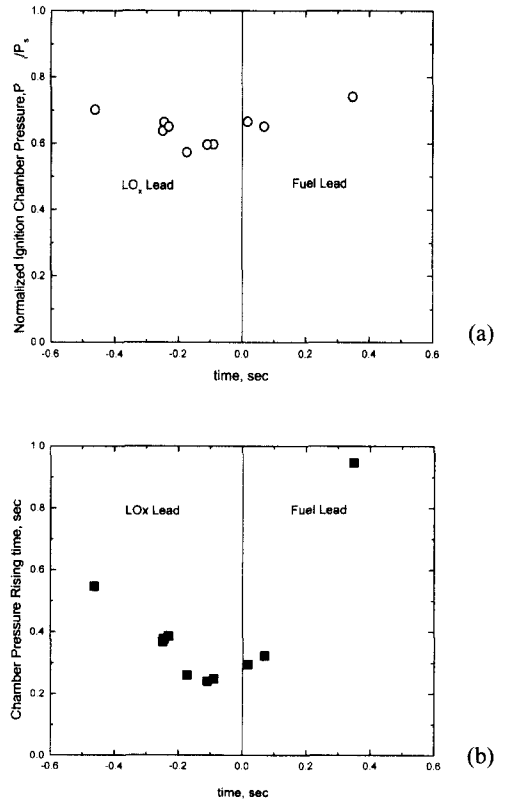 Normalized Ignition Chamber Pressure,P /Ps
1.0
0.8
0.6
0.4
0.2
0.0
LOx Lead
Fuel Lead
-0.6 -0.4 -0.2 0.0 0.2 0.4 0.6
time, sec
(a)
Chamber Pressure Rising time, sec
1.0
0.8
0.6
0.4
0.2
0.0
LOx Lead
Fuel Lead
-0.6 -0.4 -0.2 0.0 0.2 0.4 0.6
time, sec
(b)